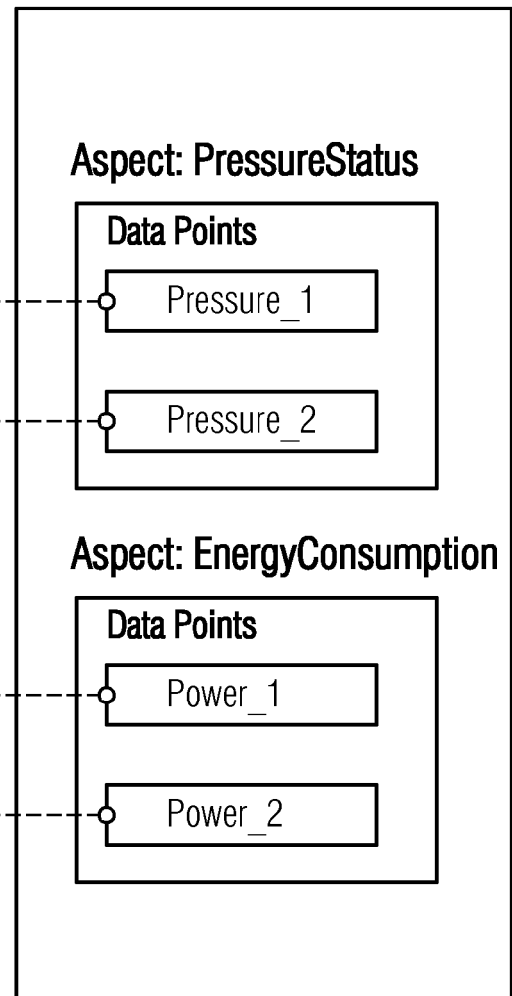 Aspect: PressureStatus
Data Points
Pressure_1
Pressure_2
Aspect: EnergyConsumption
Data Points
Power_1
Power_2